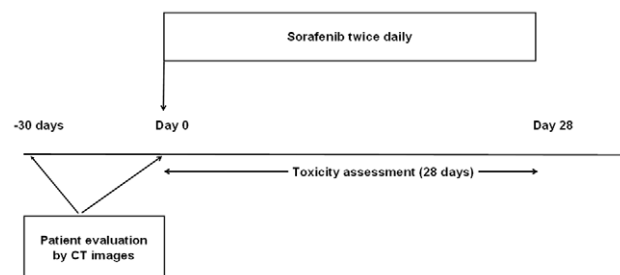 Sorafenib twice daily
-30 days
Day 0
Day 28
Toxicity assessment (28 days)
Patient evaluation
by CT images